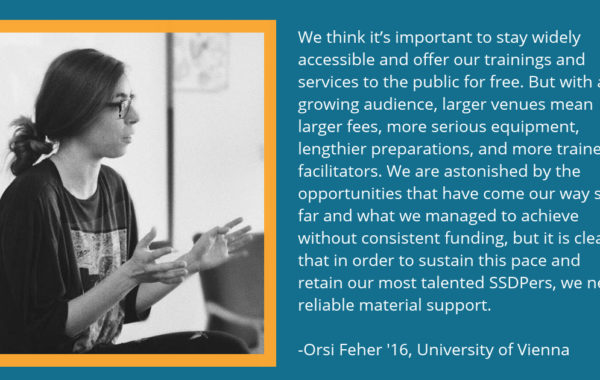 We think it’s important to stay widely
accessible and offer our trainings and
services to the public for free. But with a
growing audience, larger venues mean
larger fees, more serious equipment,
lengthier preparations, and more traine
facilitators. We are astonished by the
opportunities that have come our way s
far and what we managed to achieve
without consistent funding, but it is clea
that in order to sustain this pace and
retain our most talented SSDPers, we ne
reliable material support.
-Orsi Feher '16, University of Vienna